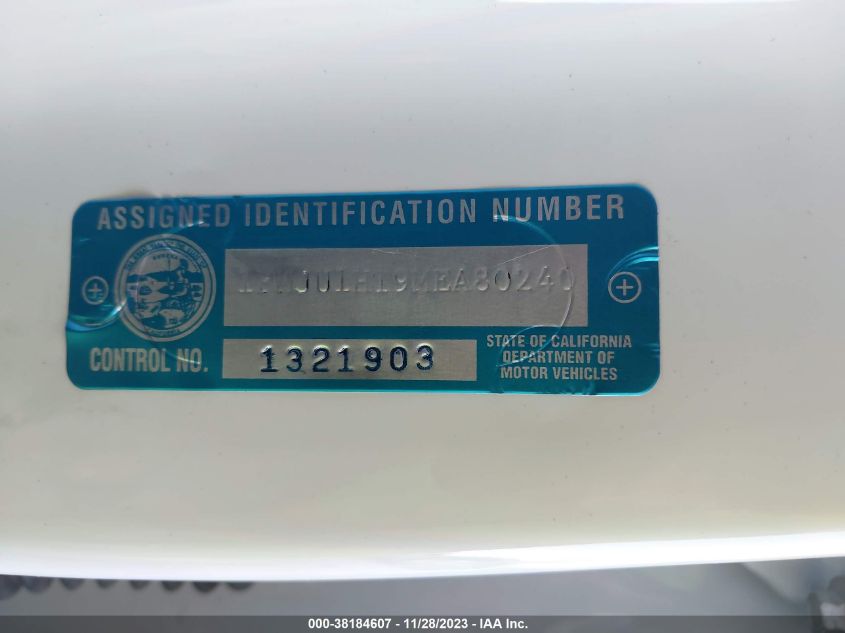 ASSIGNED IDENTIFICATION NUMBER
1FMJU1HT9MEA80240
CONTROL NO.
1321903
STATE OF CALIFORNIA
DEPARTMENT OF
MOTOR VEHICLES
000-38184607 - 11/28/2023 - IAA Inc.